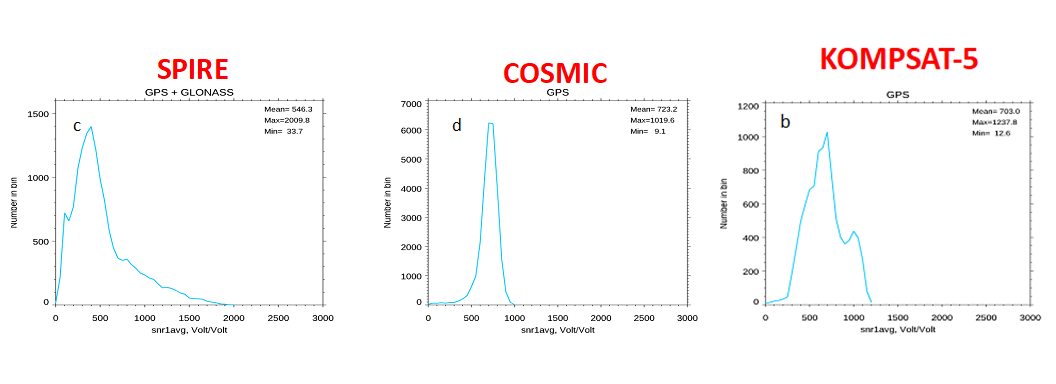 SPIRE
GPS + GLONASS
c
Mean= 546.3
Max=2009.8
Min= 33.7
1500
1000
500
0
Number in bin
0 500 1000 1500 2000 2500 3000
snr1avg, Volt/Volt
COSMIC
GPS
d
Mean= 723.2
Max=1019.6
Min= 9.1
7000
6000
5000
4000
3000
2000
1000
0
Number in bin
0 500 1000 1500 2000 2500 3000
snr1avg, Volt/Volt
KOMPSAT-5
GPS
b
Mean= 703.0
Max=1237.8
Min= 12.6
1200
1000
800
600
400
200
0
Number in bin
0 500 1000 1500 2000 2500 3000
snr1avg, Volt/Volt